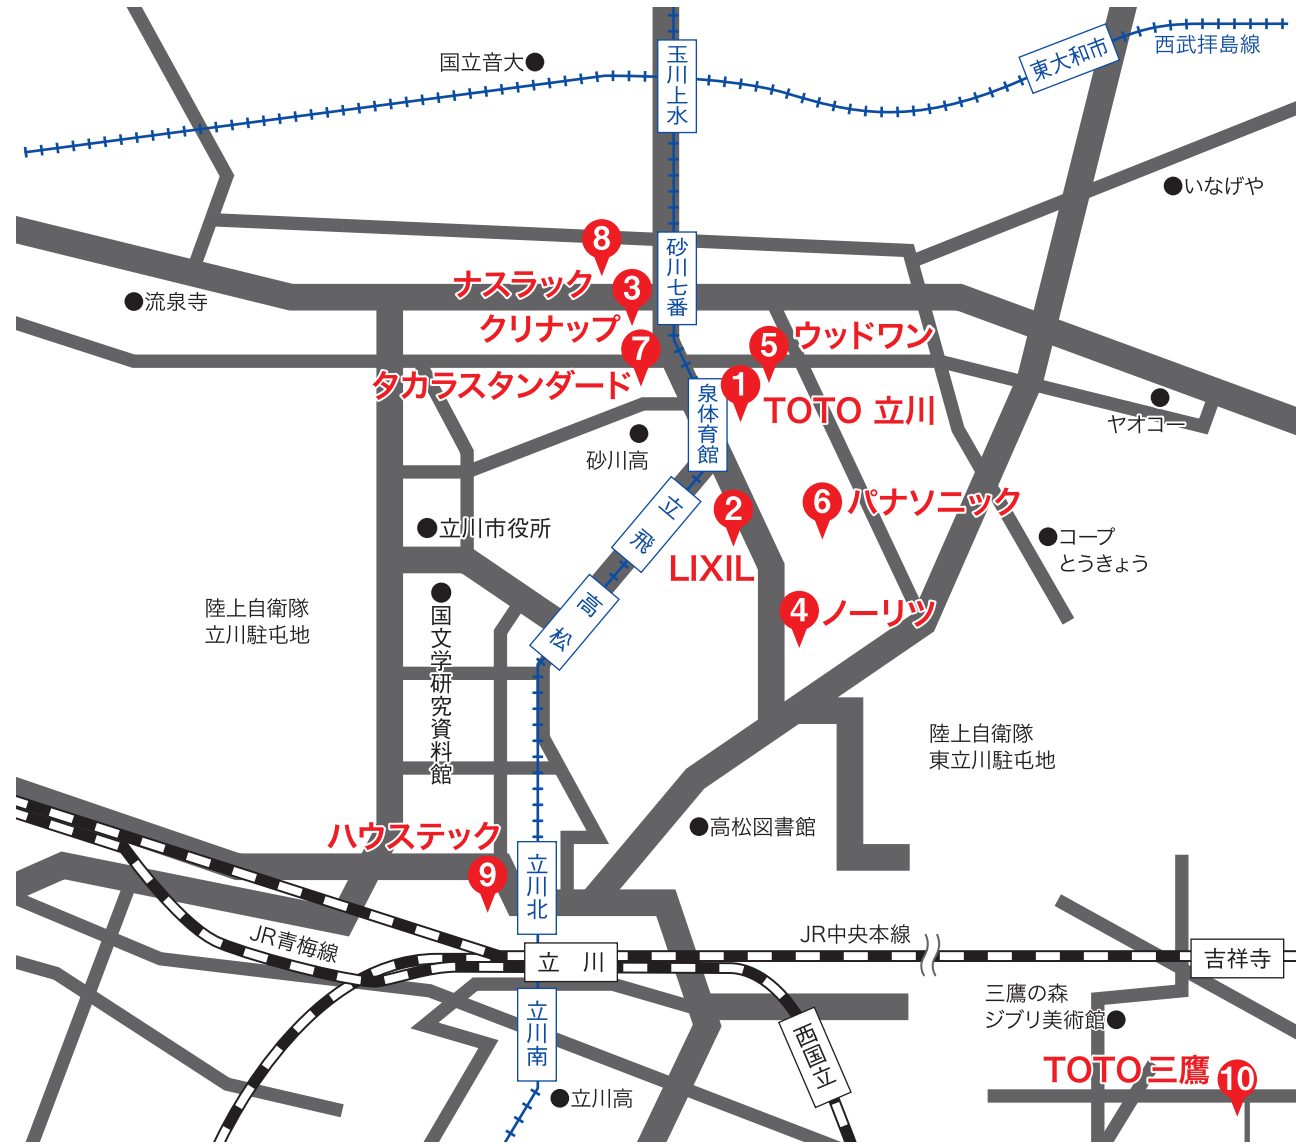 国立音大
玉川上水
東大和市
西武拝島線
いなげや
8
砂川七番
ナスラック
3
流泉寺
クリナップ
7
5
ウッドワン
タカラスタンダード
泉体育館
1
TOTO 立川
ヤオコー
砂川高
立飛
2
LIXIL
6
パナソニック
立川市役所
コープ
とうきょう
高松
国文学研究資料館
陸上自衛隊
立川駐屯地
4
ノーリツ
陸上自衛隊
東立川駐屯地
高松図書館
ハウステック
9
立川北
JR青梅線
立川
JR中央本線
吉祥寺
立川南
西国立
三鷹の森
ジブリ美術館
立川高
TOTO 三鷹
10